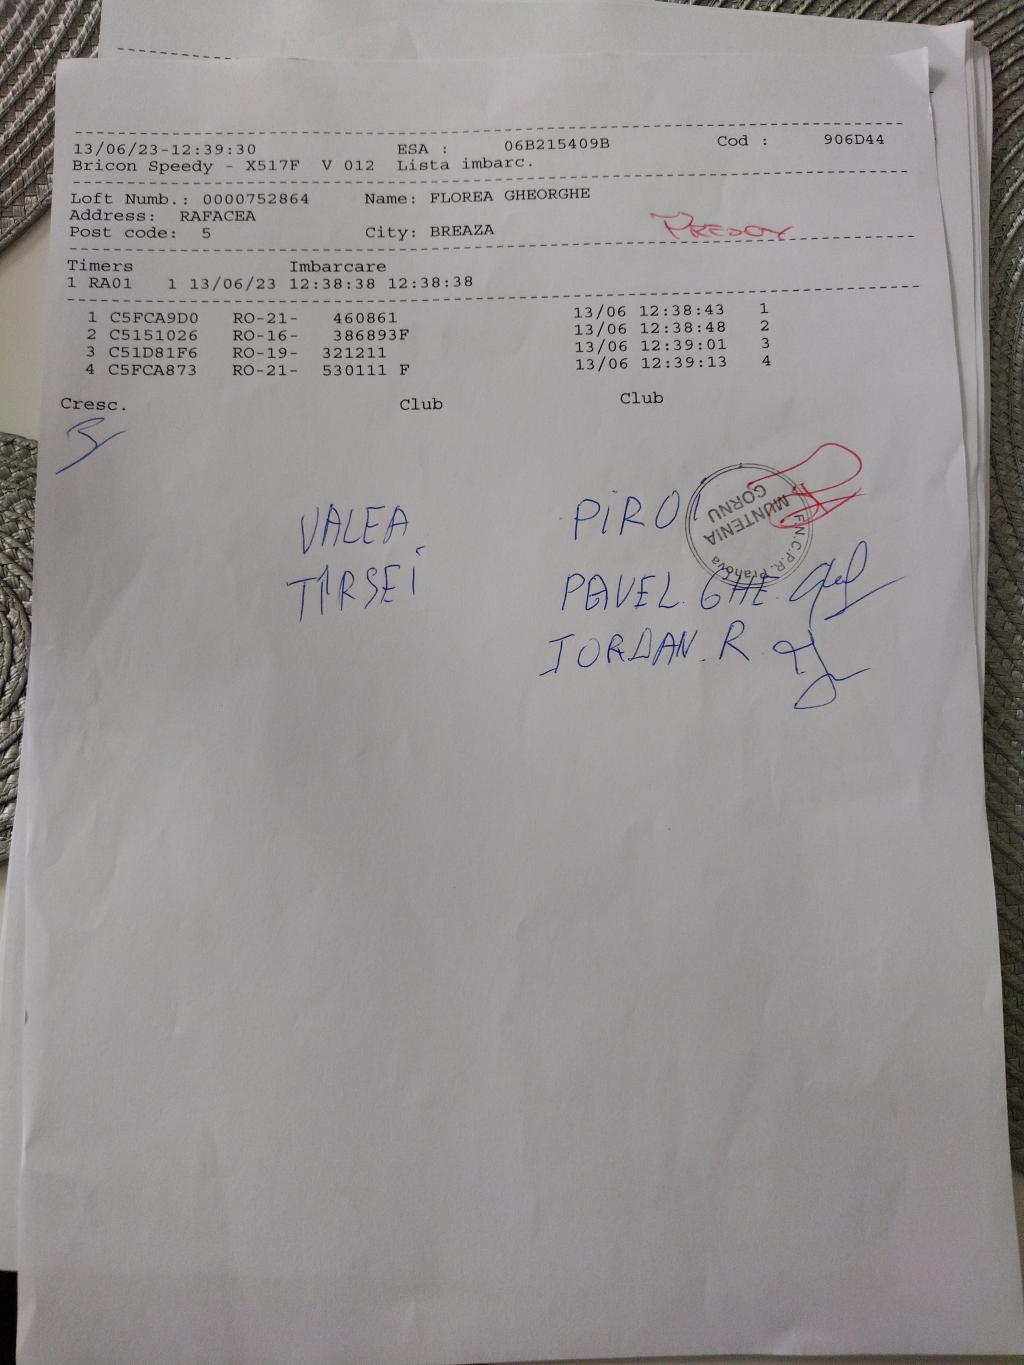 13/06/23-12:39:30 ESA : 06B215409B Cod : 906D44
Bricon Speedy - X517F V 012 Lista imbarc.
Loft Numb.: 0000752864 Name: FLOREA GHEORGHE
Address: RAFACEA
Post code: 5 City: BREAZA
PREDOY
Timers Imbarcare
1 RA01 1 13/06/23 12:38:38 12:38:38
1 C5FCA9D0 RO-21- 460861 13/06 12:38:43 1
2 C5151026 RO-16- 386893F 13/06 12:38:48 2
3 C51D81F6 RO-19- 321211 13/06 12:39:01 3
4 C5FCA873 RO-21- 530111 F 13/06 12:39:13 4
Cresc. Club Club
VALEA PIROI
TIRSEI PAVEL. GHE.
IORDAN. R
F.N.C.P.R. Prahova
MUNTENIA
CORNU